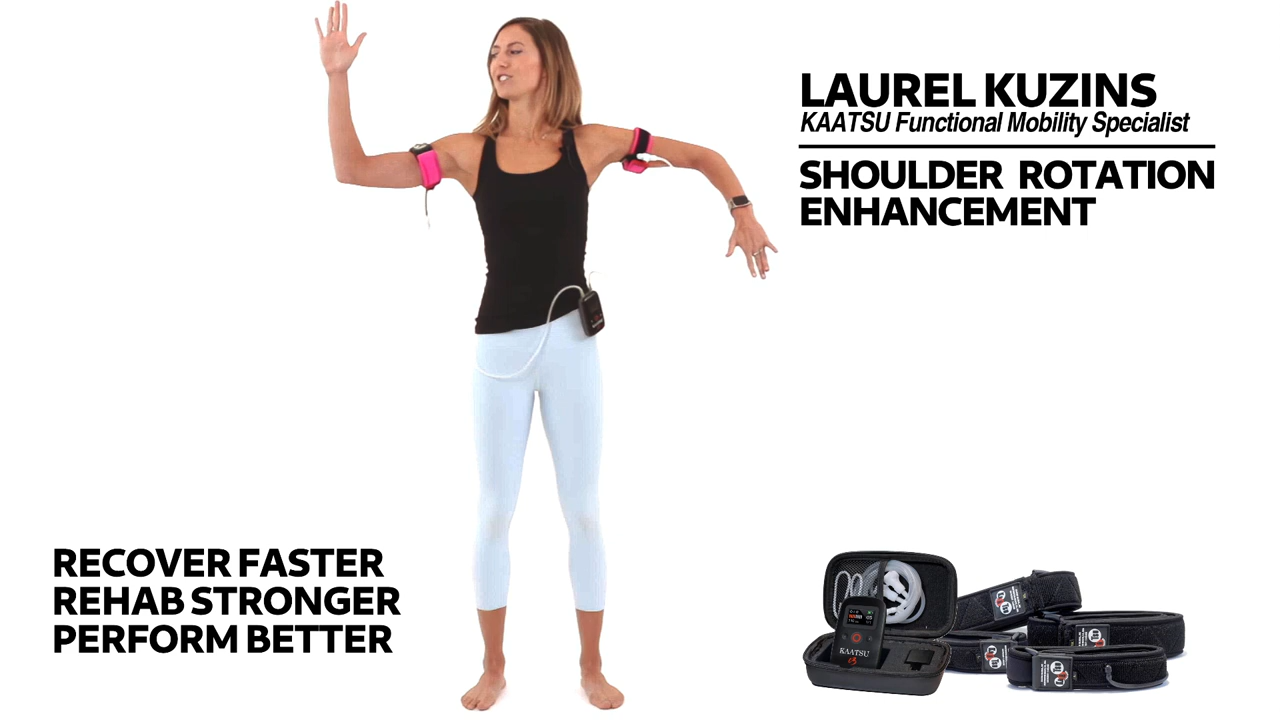 LAUREL KUZINS
KAATSU Functional Mobility Specialist
SHOULDER ROTATION
ENHANCEMENT
RECOVER FASTER
REHAB STRONGER
PERFORM BETTER
KAATSU